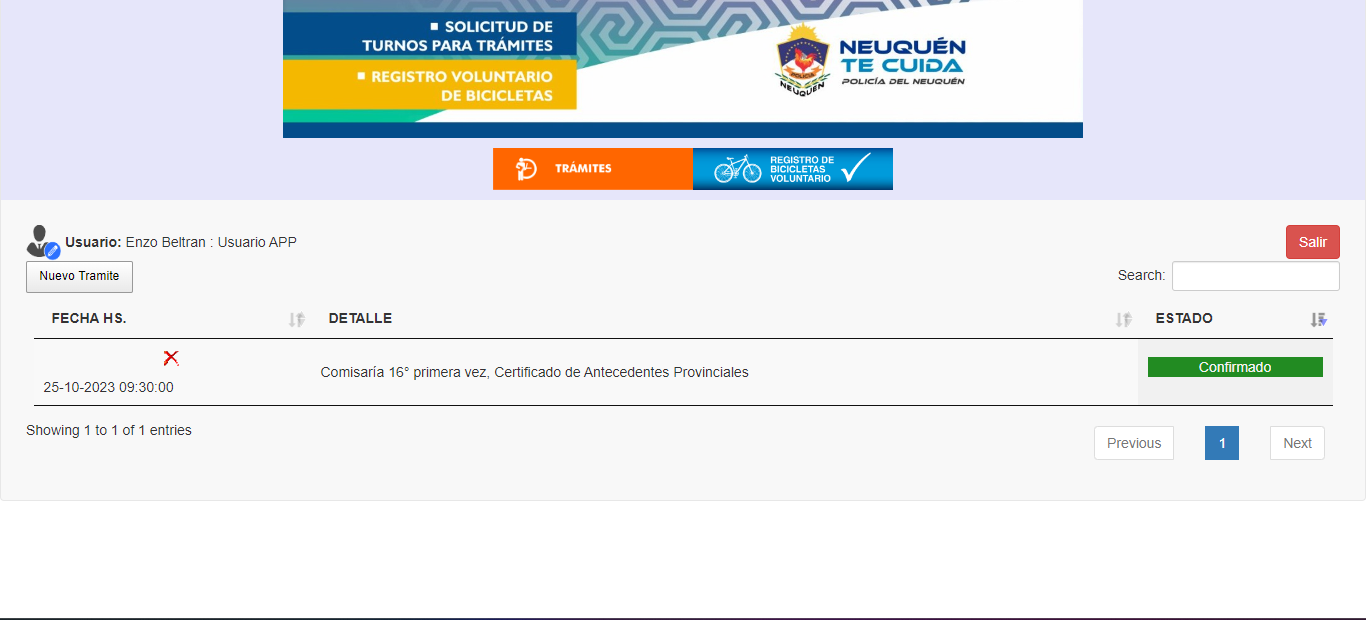 ▪ SOLICITUD DE
TURNOS PARA TRÁMITES
▪ REGISTRO VOLUNTARIO
DE BICICLETAS
POLICIA
NEUQUÉN
NEUQUÉN
TE CUIDA
POLICÍA DEL NEUQUÉN
TRÁMITES
REGISTRO DE
BICICLETAS
VOLUNTARIO
Usuario: Enzo Beltran : Usuario APP
Salir
Nuevo Tramite
Search:
FECHA HS. DETALLE ESTADO
25-10-2023 09:30:00
Comisaría 16° primera vez, Certificado de Antecedentes Provinciales
Confirmado
Showing 1 to 1 of 1 entries
Previous 1 Next